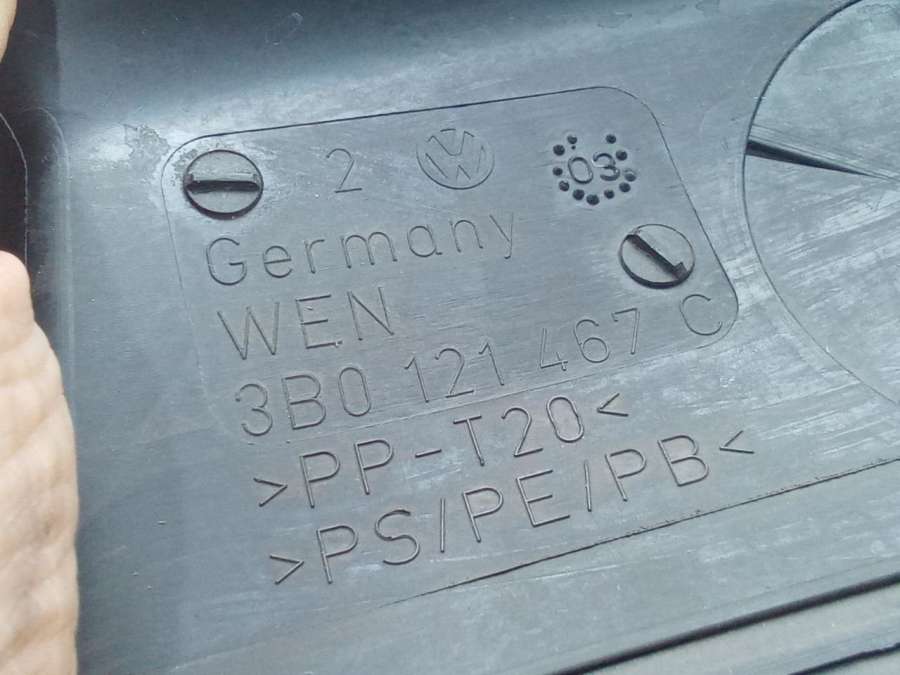 2 VW 03
Germany
WEN
3B0 121 467 C
>PP-T20<
>PS/PE/PB<